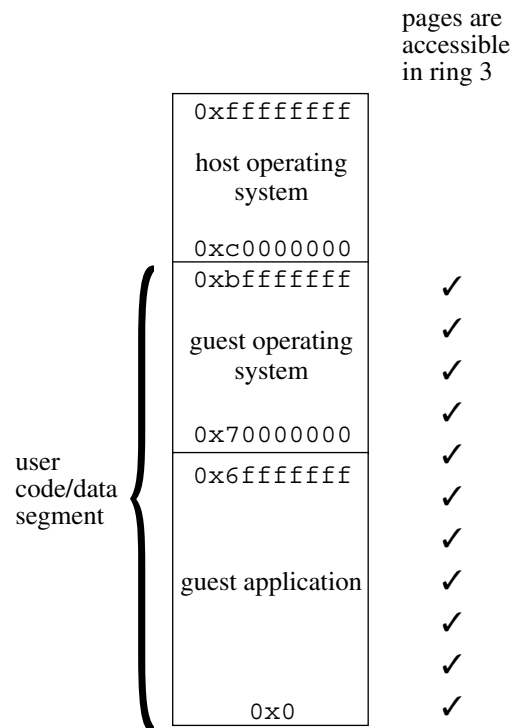 pages are
accessible
in ring 3
0xffffffff
host operating
system
0xc0000000
0xbfffffff
guest operating
system
0x70000000
0x6fffffff
user
code/data
segment
guest application
0x0